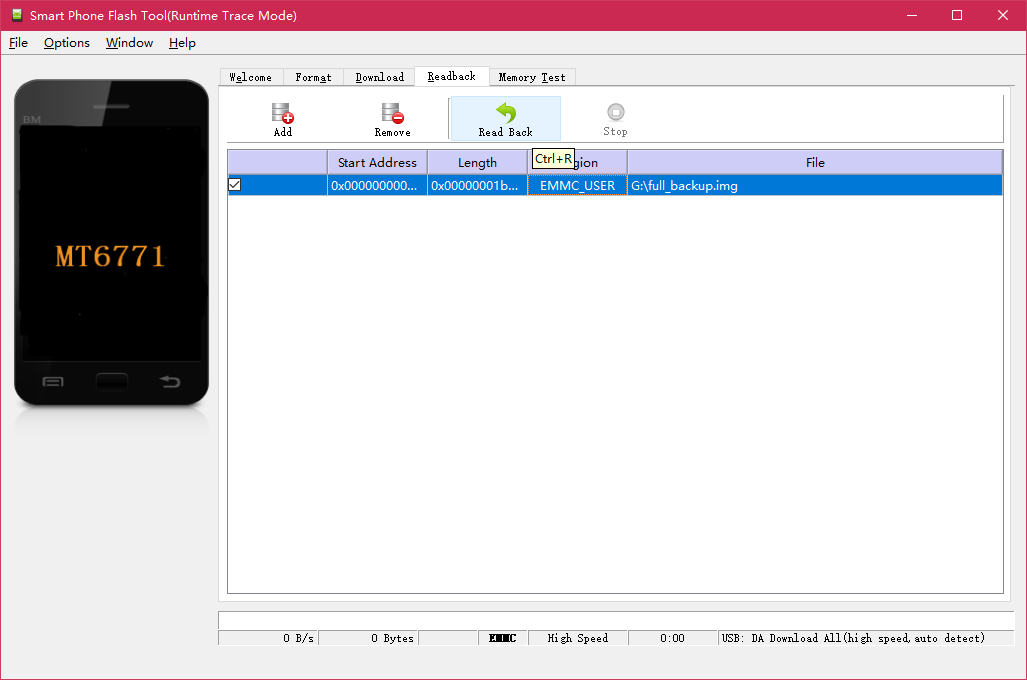 Smart Phone Flash Tool(Runtime Trace Mode)
File Options Window Help
Welcome Format Download Readback Memory Test
BM
Add Remove Read Back Stop
Start Address Length Ctrl+R gion File
0x000000000... 0x00000001b... EMMC_USER G:\full_backup.img
MT6771
0 B/s 0 Bytes EMMC High Speed 0:00 USB: DA Download All(high speed,auto detect)